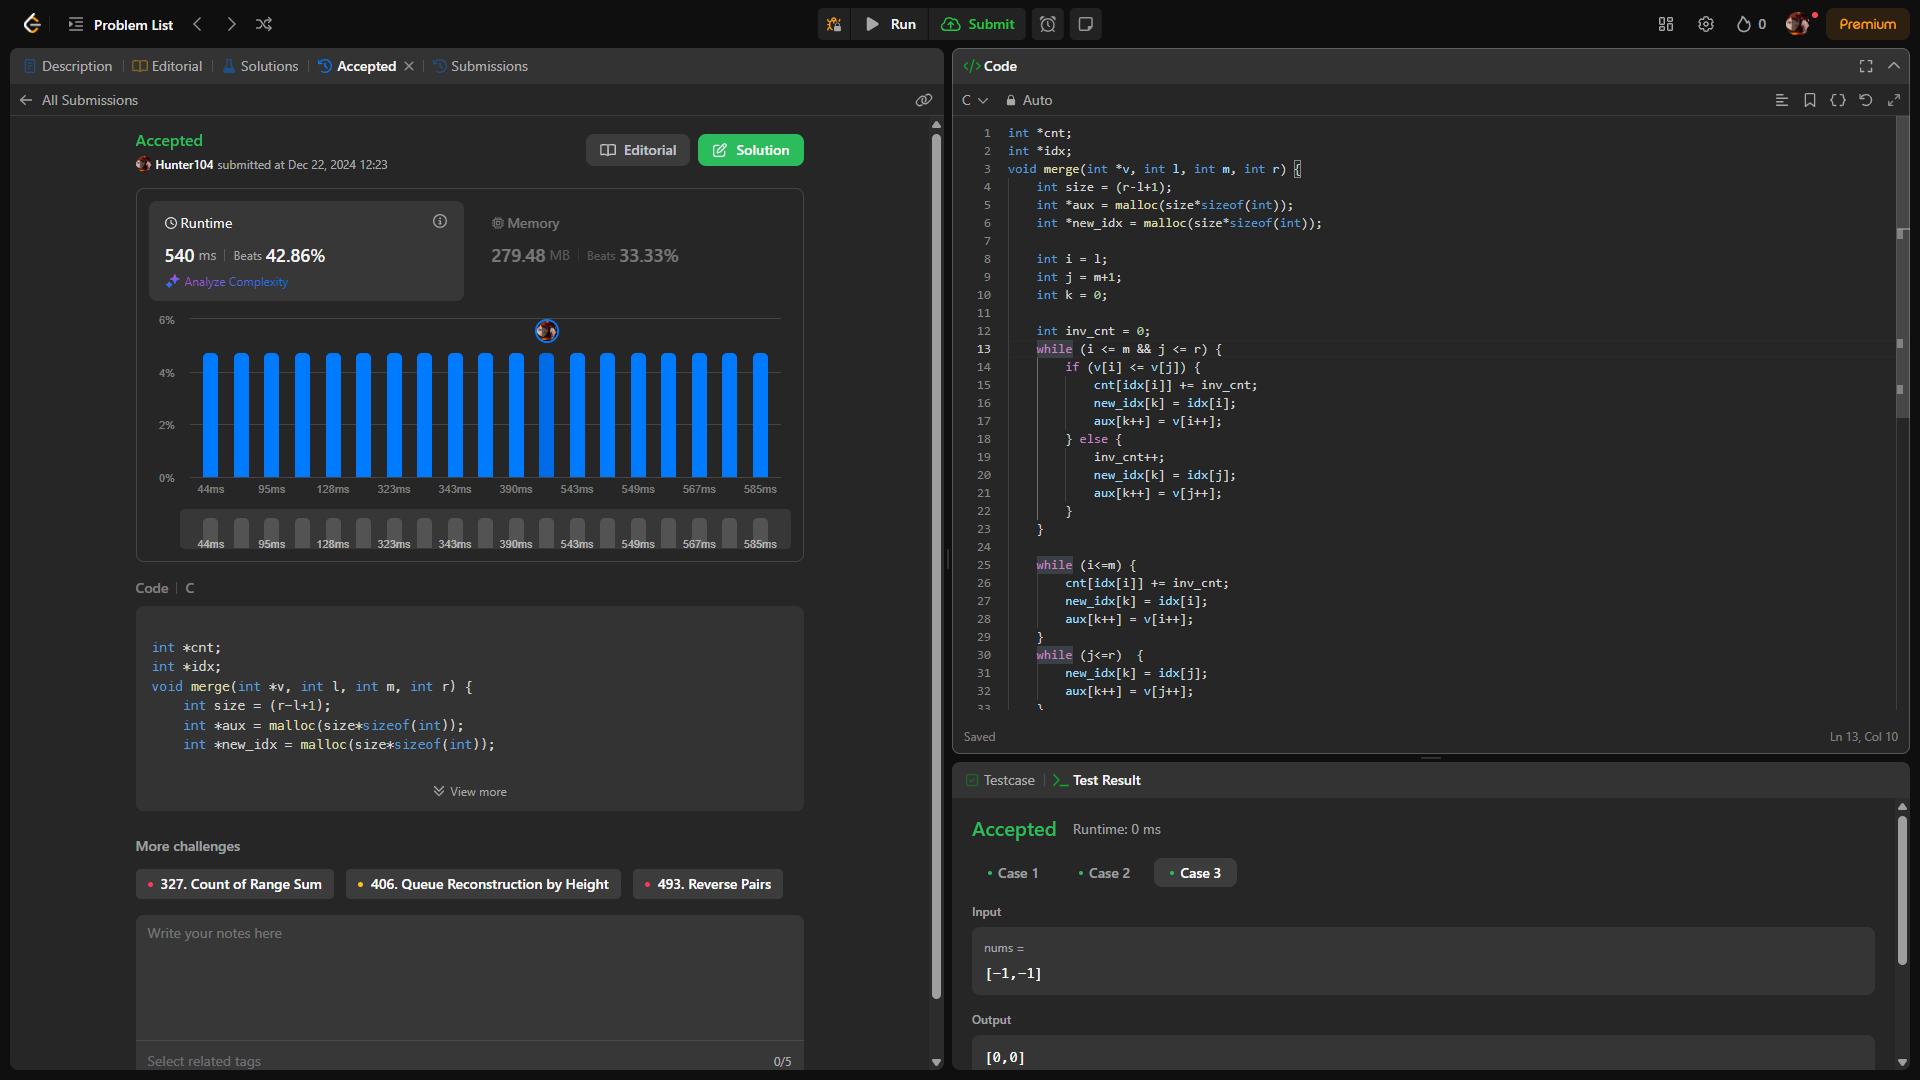 Problem List
Run
Submit
0
Premium
Description
Editorial
Solutions
Accepted
Submissions
All Submissions
Accepted
Hunter104 submitted at Dec 22, 2024 12:23
Editorial
Solution
Runtime
540 ms
Beats 42.86%
Analyze Complexity
Memory
279.48 MB
Beats 33.33%
6%
4%
2%
0%
44ms 95ms 128ms 323ms 343ms 390ms 543ms 549ms 567ms 585ms
44ms 95ms 128ms 323ms 343ms 390ms 543ms 549ms 567ms 585ms
Code | C
int *cnt;
int *idx;
void merge(int *v, int l, int m, int r) {
    int size = (r-l+1);
    int *aux = malloc(size*sizeof(int));
    int *new_idx = malloc(size*sizeof(int));
View more
More challenges
327. Count of Range Sum
406. Queue Reconstruction by Height
493. Reverse Pairs
Write your notes here
Select related tags
0/5
Code
C
Auto
1 int *cnt;
2 int *idx;
3 void merge(int *v, int l, int m, int r) {
4     int size = (r-l+1);
5     int *aux = malloc(size*sizeof(int));
6     int *new_idx = malloc(size*sizeof(int));
7
8     int i = l;
9     int j = m+1;
10     int k = 0;
11
12     int inv_cnt = 0;
13     while (i <= m && j <= r) {
14         if (v[i] <= v[j]) {
15             cnt[idx[i]] += inv_cnt;
16             new_idx[k] = idx[i];
17             aux[k++] = v[i++];
18         } else {
19             inv_cnt++;
20             new_idx[k] = idx[j];
21             aux[k++] = v[j++];
22         }
23     }
24
25     while (i<=m) {
26         cnt[idx[i]] += inv_cnt;
27         new_idx[k] = idx[i];
28         aux[k++] = v[i++];
29     }
30     while (j<=r)  {
31         new_idx[k] = idx[j];
32         aux[k++] = v[j++];
33     }
Saved
Ln 13, Col 10
Testcase
Test Result
Accepted
Runtime: 0 ms
Case 1
Case 2
Case 3
Input
nums =
[-1,-1]
Output
[0,0]